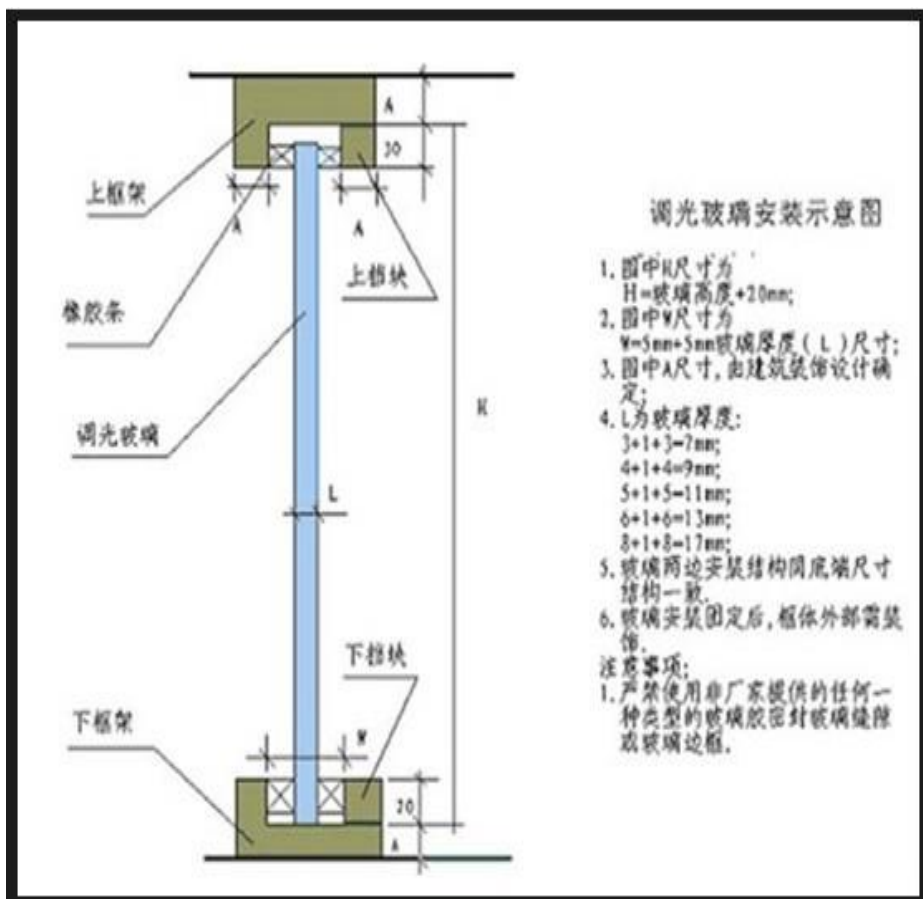 A
30
上框架
A
A
上挡块
橡胶条
调光玻璃
H
L
下挡块
下框架
W
20
A
调光玻璃安装示意图
1.图中H尺寸为
H=玻璃高度+20mm;
2.图中W尺寸为
W=5mm+5mm玻璃厚度(L)尺寸;
3.图中A尺寸,由建筑装饰设计确
定;
4.L为玻璃厚度:
3+1+3=7mm;
4+1+4=9mm;
5+1+5=11mm;
6+1+6=13mm;
8+1+8=17mm;
5.玻璃两边安装结构同底端尺寸
结构一致.
6.玻璃安装固定后,框体外部需装
饰.
注意事项:
1.严禁使用非厂家提供的任何一
种类型的玻璃胶密封玻璃缝隙
或玻璃边框.